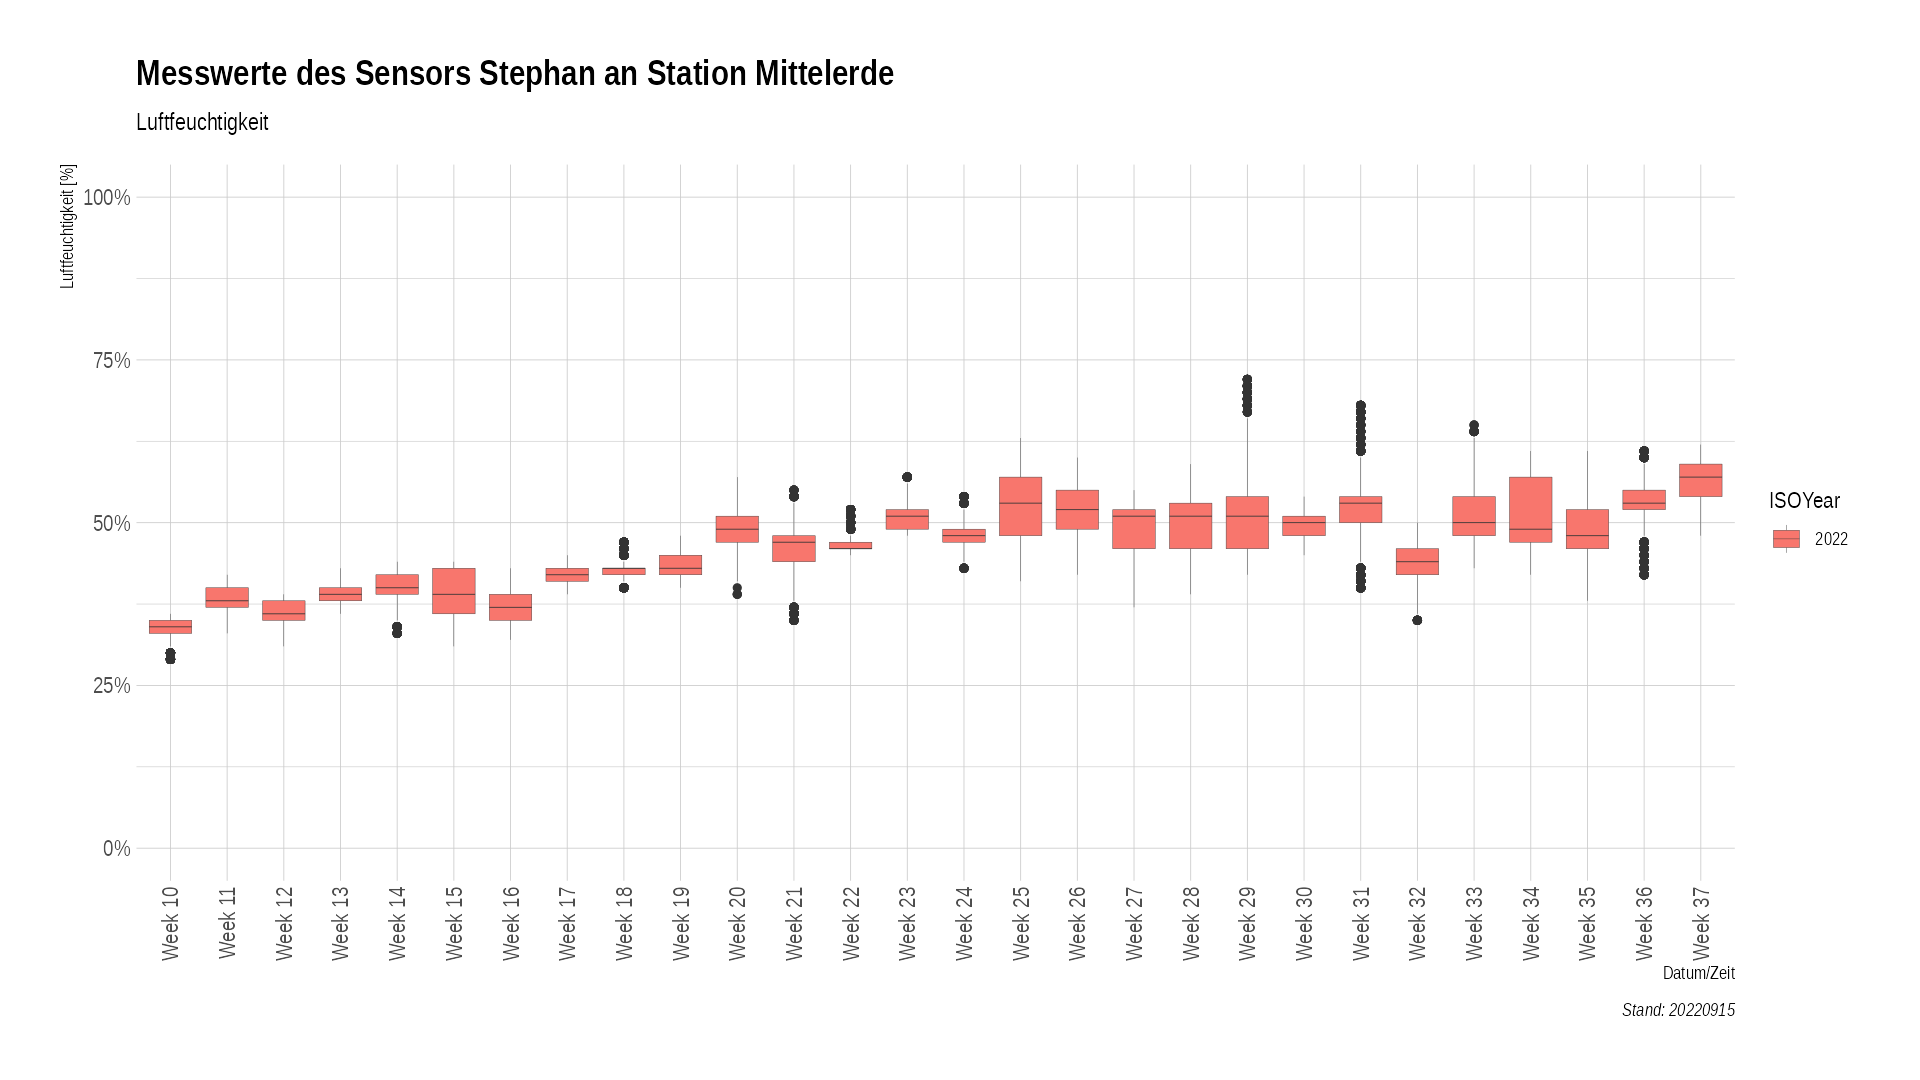 Messwerte des Sensors Stephan an Station Mittelerde
Luftfeuchtigkeit
Luftfeuchtigkeit [%]
100%
75%
50%
25%
0%
Week 10
Week 11
Week 12
Week 13
Week 14
Week 15
Week 16
Week 17
Week 18
Week 19
Week 20
Week 21
Week 22
Week 23
Week 24
Week 25
Week 26
Week 27
Week 28
Week 29
Week 30
Week 31
Week 32
Week 33
Week 34
Week 35
Week 36
Week 37
Datum/Zeit
ISOYear
2022
Stand: 20220915